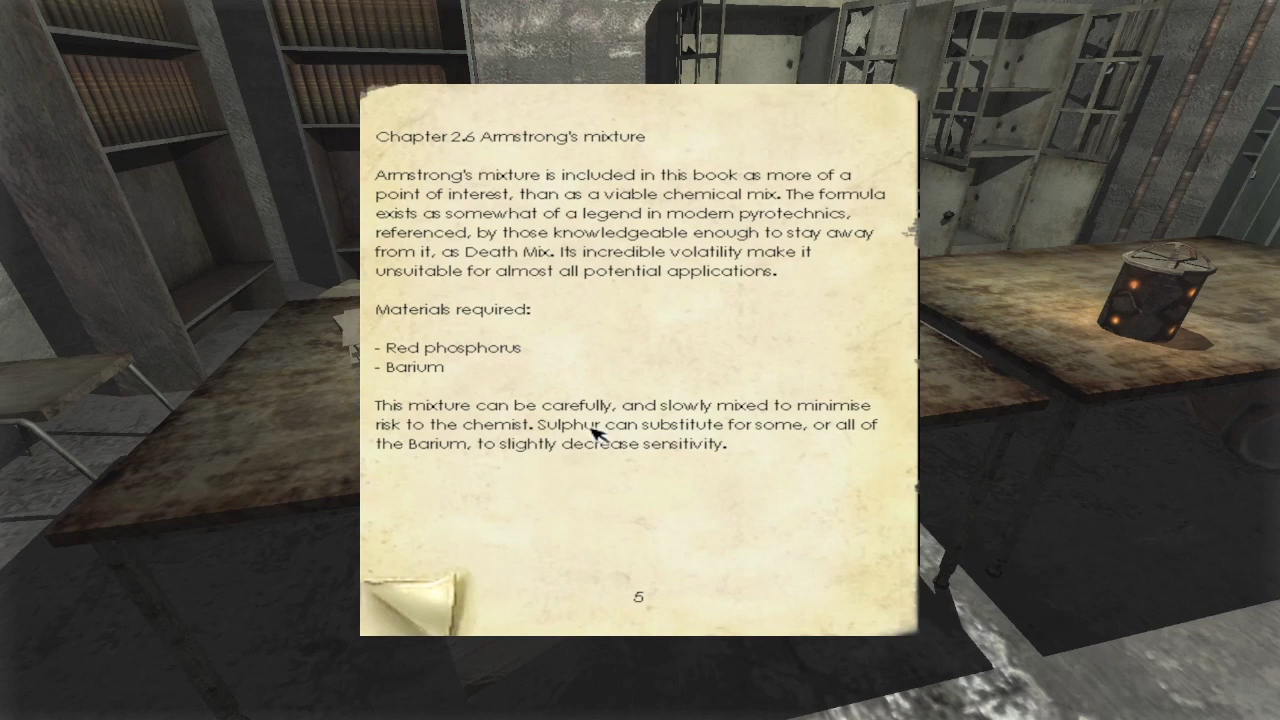 Chapter 2.6 Armstrong's mixture
Armstrong's mixture is included in this book as more of a
point of interest, than as a viable chemical mix. The formula
exists as somewhat of a legend in modern pyrotechnics,
referenced, by those knowledgeable enough to stay away
from it, as Death Mix. Its incredible volatility make it
unsuitable for almost all potential applications.
Materials required:
- Red phosphorus
- Barium
This mixture can be carefully, and slowly mixed to minimise
risk to the chemist. Sulphur can substitute for some, or all of
the Barium, to slightly decrease sensitivity.
5